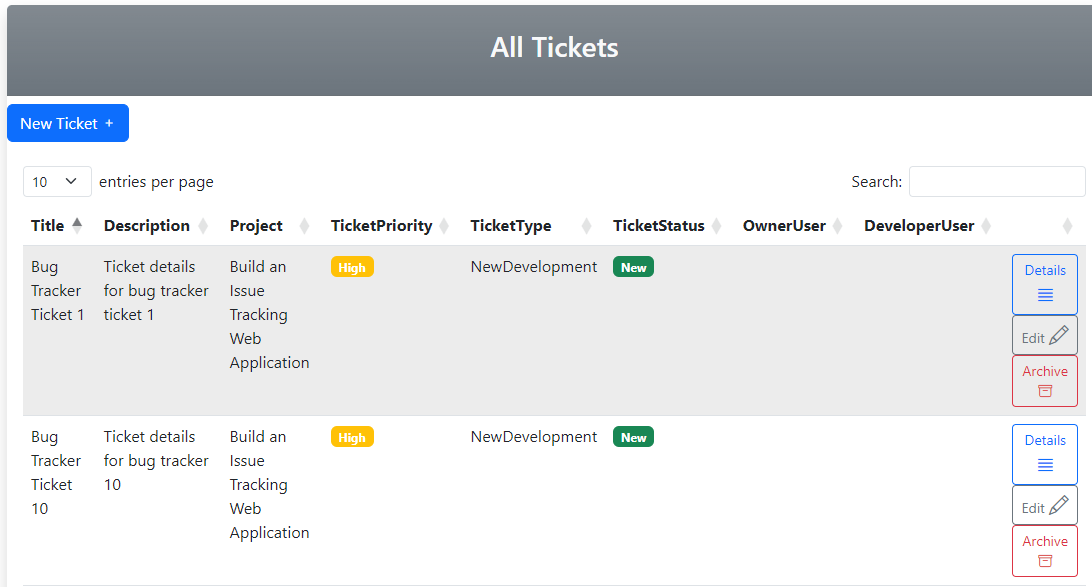 All Tickets
New Ticket +
10 entries per page
Search:
Title Description Project TicketPriority TicketType TicketStatus OwnerUser DeveloperUser
Bug Ticket details Build an High NewDevelopment New Details
Tracker for bug tracker Issue
Ticket 1 ticket 1 Tracking
Web Edit
Application
Archive
Bug Ticket details Build an High NewDevelopment New Details
Tracker for bug tracker Issue
Ticket 10 Tracking
10 Web Edit
Application
Archive